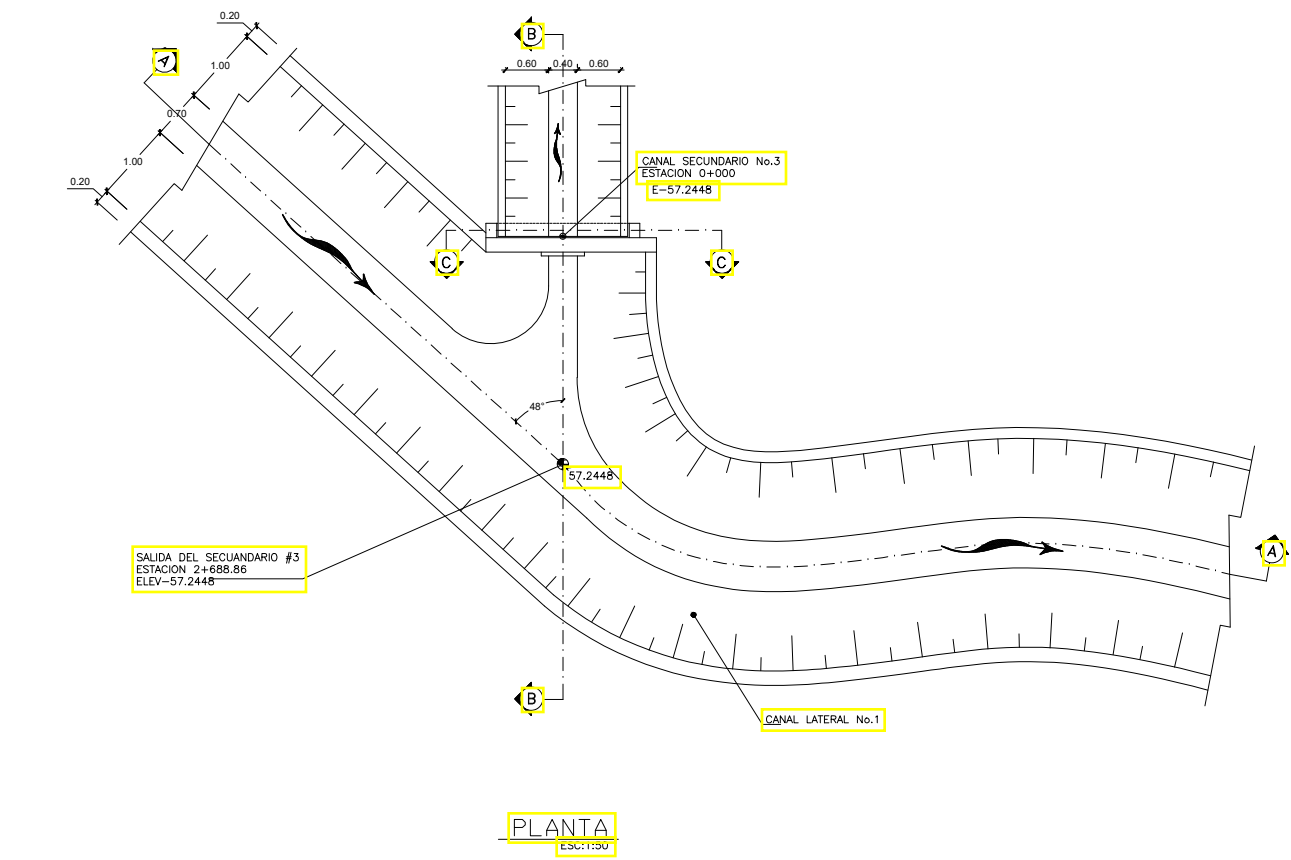 0.20
B
A
1.00
0.60 0.40 0.60
0.70
1.00
CANAL SECUNDARIO No.3
ESTACION 0+000
E-57.2448
0.20
C
C
48°
57.2448
SALIDA DEL SECUANDARIO #3
ESTACION 2+688.86
ELEV-57.2448
A
B
CANAL LATERAL No.1
PLANTA
ESC:1:50